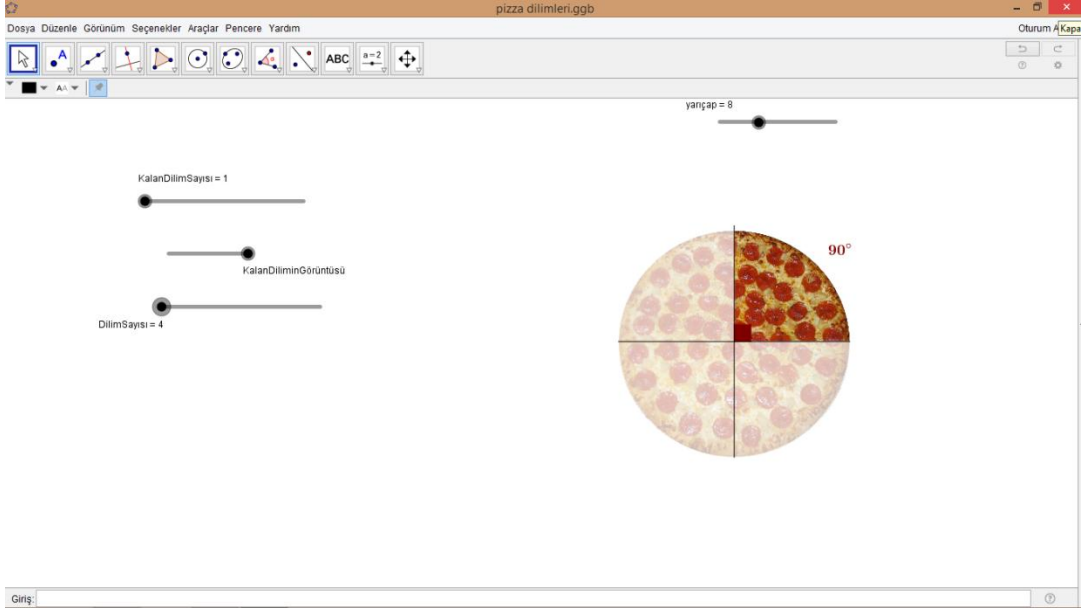 pizza dilimleri.ggb
Dosya Düzenle Görünüm Seçenekler Araçlar Pencere Yardım
Oturum A
Kapa
A
ABC
a=2
AA
yarıçap = 8
KalanDilimSayısı = 1
KalanDiliminGörüntüsü
DilimSayısı = 4
90°
Giriş: